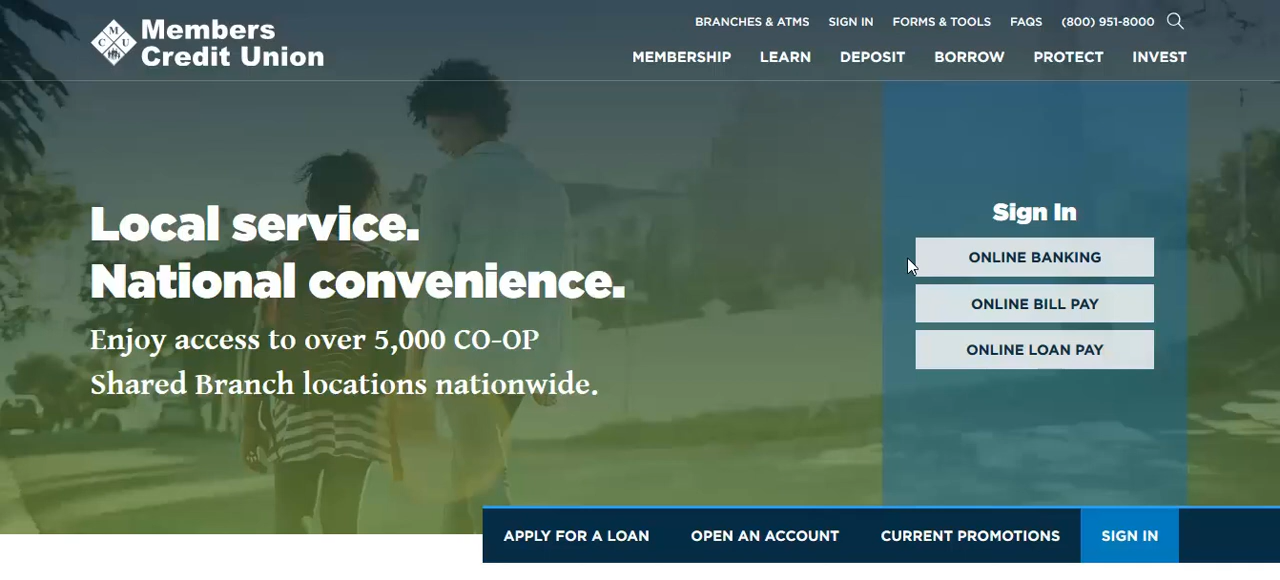 BRANCHES & ATMS SIGN IN FORMS & TOOLS FAQS (800) 951-8000
C M U
Members
Credit Union
MEMBERSHIP LEARN DEPOSIT BORROW PROTECT INVEST
Local service.
National convenience.
Enjoy access to over 5,000 CO-OP
Shared Branch locations nationwide.
Sign In
ONLINE BANKING
ONLINE BILL PAY
ONLINE LOAN PAY
APPLY FOR A LOAN OPEN AN ACCOUNT CURRENT PROMOTIONS SIGN IN